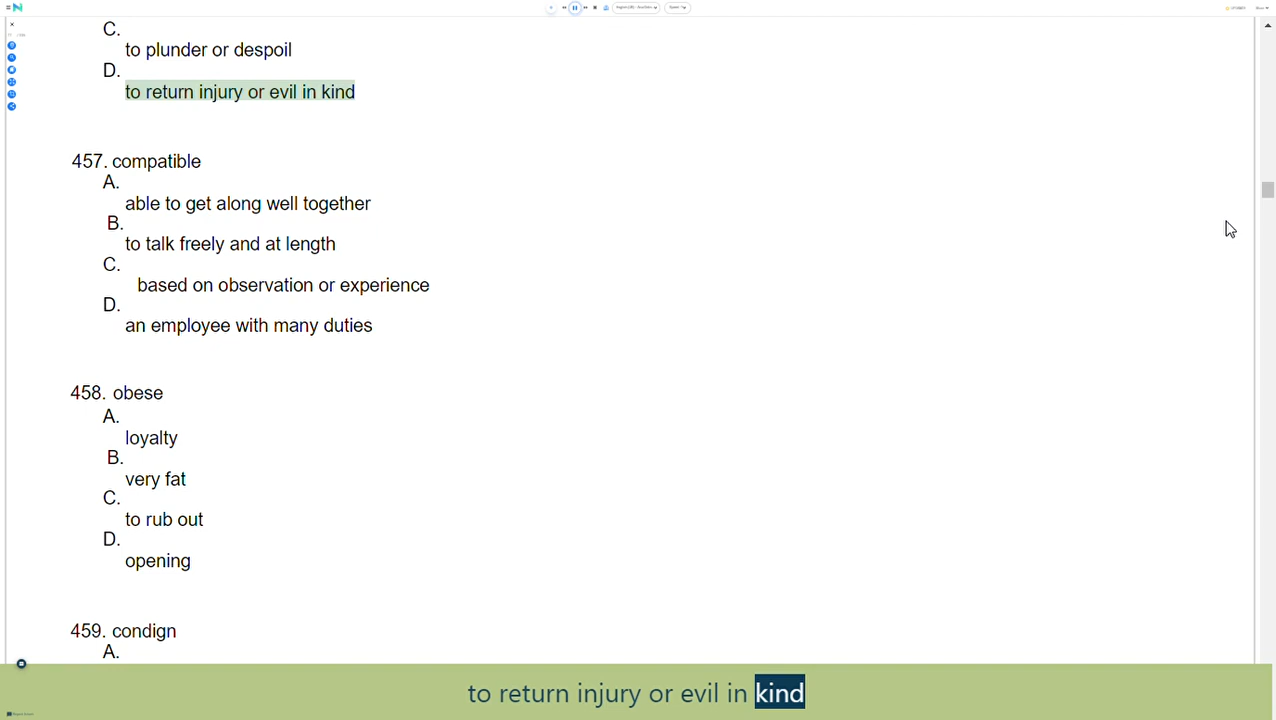 C.
to plunder or despoil
D.
to return injury or evil in kind
457. compatible
A.
able to get along well together
B.
to talk freely and at length
C.
based on observation or experience
D.
an employee with many duties
458. obese
A.
loyalty
B.
very fat
C.
to rub out
D.
opening
459. condign
A.
to return injury or evil in kind